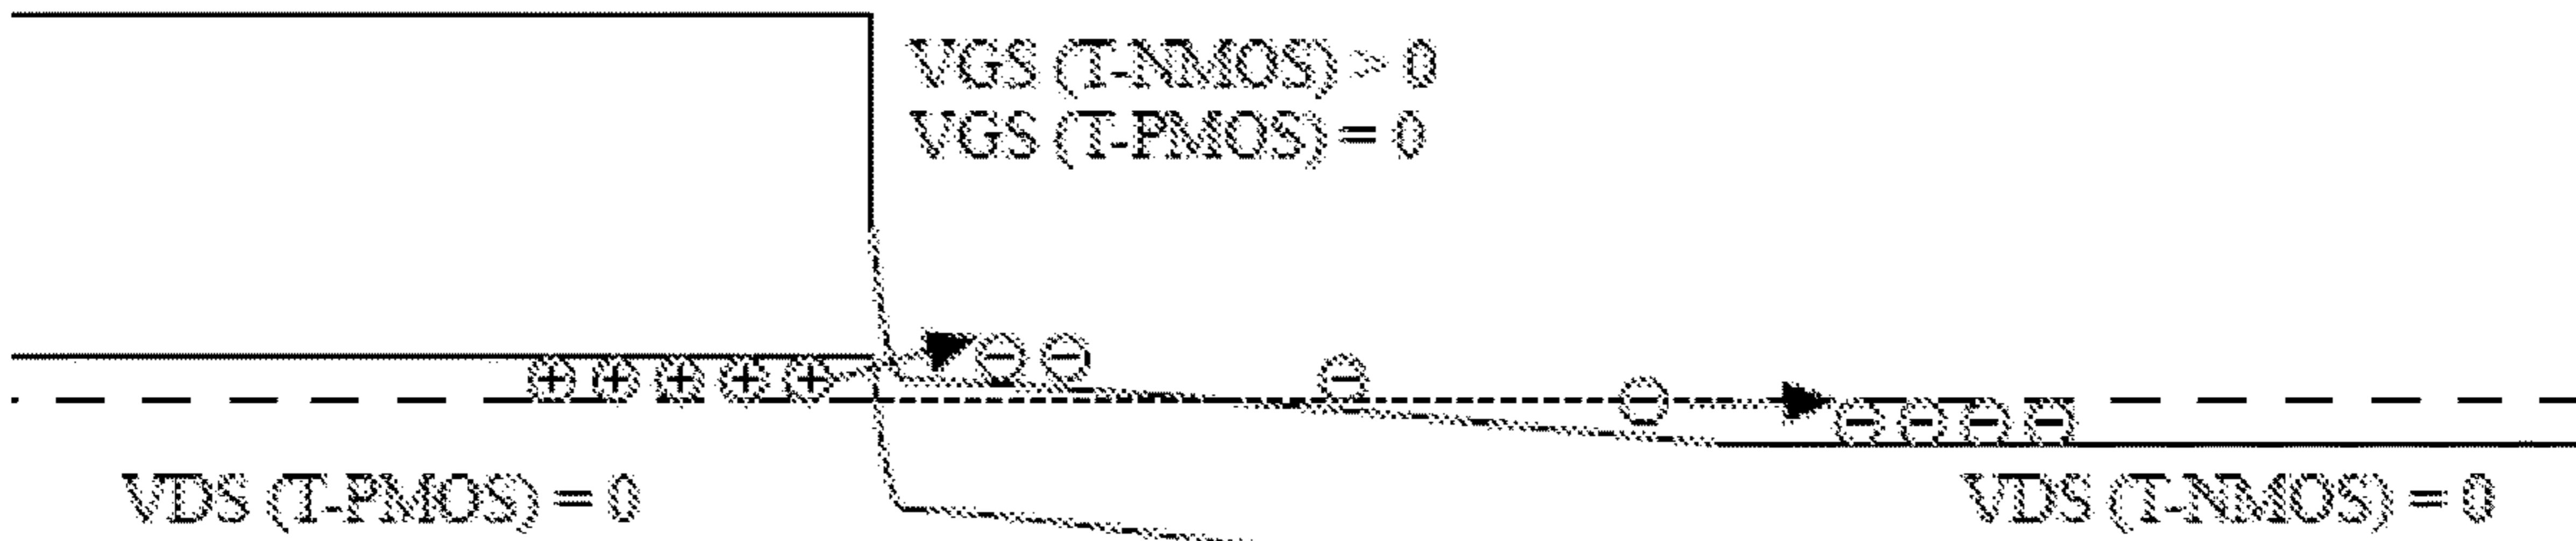 VGS (T-NMOS) > 0
VGS (T-PMOS) = 0
+ + + + + − − − − − − − −
VDS (T-PMOS) = 0
VDS (T-NMOS) = 0